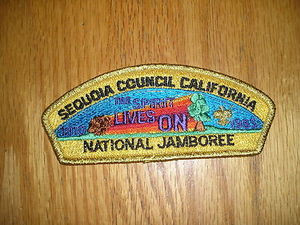 SEQUOIA COUNCIL CALIFORNIA
THE SPIRIT
LIVES ON
NATIONAL JAMBOREE